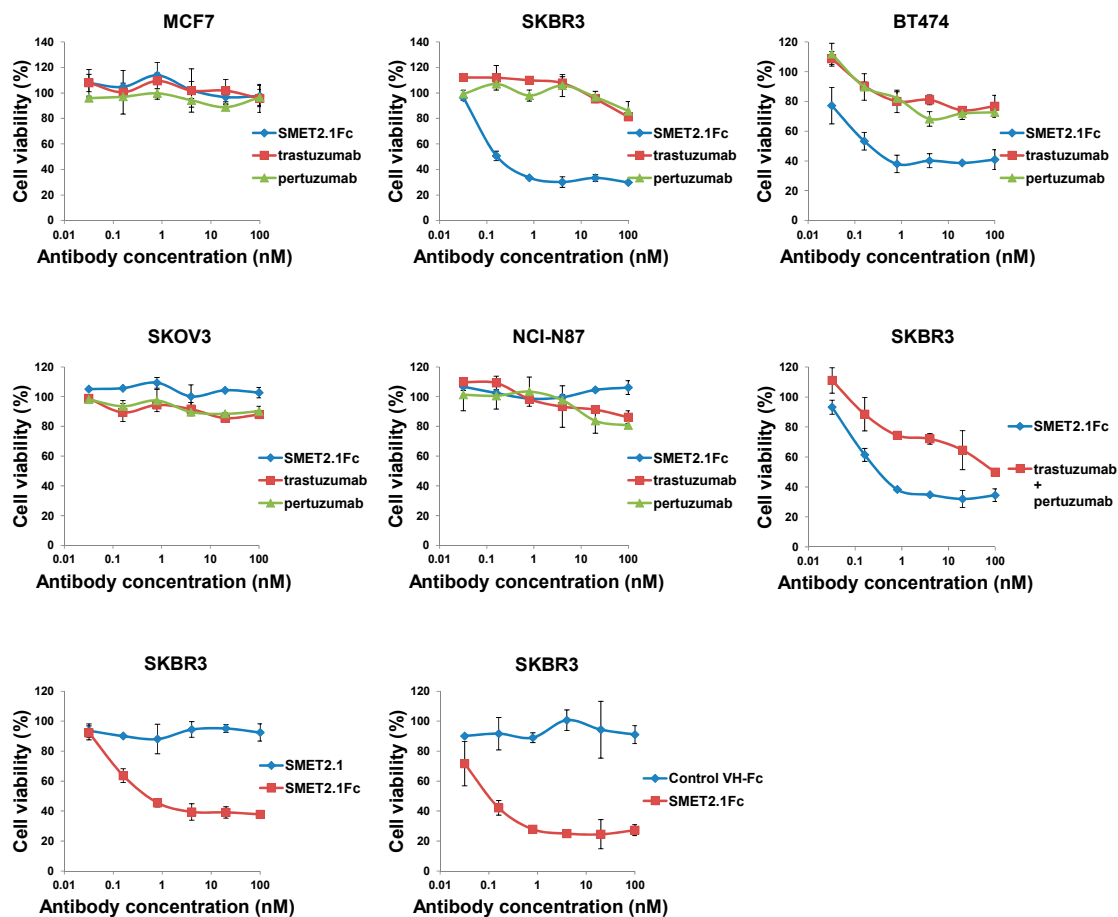 MCF7
140
120
100
80
60
40
20
0
0.01 0.1 1 10 100
Cell viability (%)
Antibody concentration (nM)
SMET2.1Fc
trastuzumab
pertuzumab
SKBR3
140
120
100
80
60
40
20
0
0.01 0.1 1 10 100
Cell viability (%)
Antibody concentration (nM)
SMET2.1Fc
trastuzumab
pertuzumab
BT474
120
100
80
60
40
20
0
0.01 0.1 1 10 100
Cell viability (%)
Antibody concentration (nM)
SMET2.1Fc
trastuzumab
pertuzumab
SKOV3
120
100
80
60
40
20
0
0.01 0.1 1 10 100
Cell viability (%)
Antibody concentration (nM)
SMET2.1Fc
trastuzumab
pertuzumab
NCI-N87
120
100
80
60
40
20
0
0.01 0.1 1 10 100
Cell viability (%)
Antibody concentration (nM)
SMET2.1Fc
trastuzumab
pertuzumab
SKBR3
120
100
80
60
40
20
0
0.01 0.1 1 10 100
Cell viability (%)
Antibody concentration (nM)
SMET2.1Fc
trastuzumab
+
pertuzumab
SKBR3
120
100
80
60
40
20
0
0.01 0.1 1 10 100
Cell viability (%)
Antibody concentration (nM)
SMET2.1
SMET2.1Fc
SKBR3
120
100
80
60
40
20
0
0.01 0.1 1 10 100
Cell viability (%)
Antibody concentration (nM)
Control VH-Fc
SMET2.1Fc